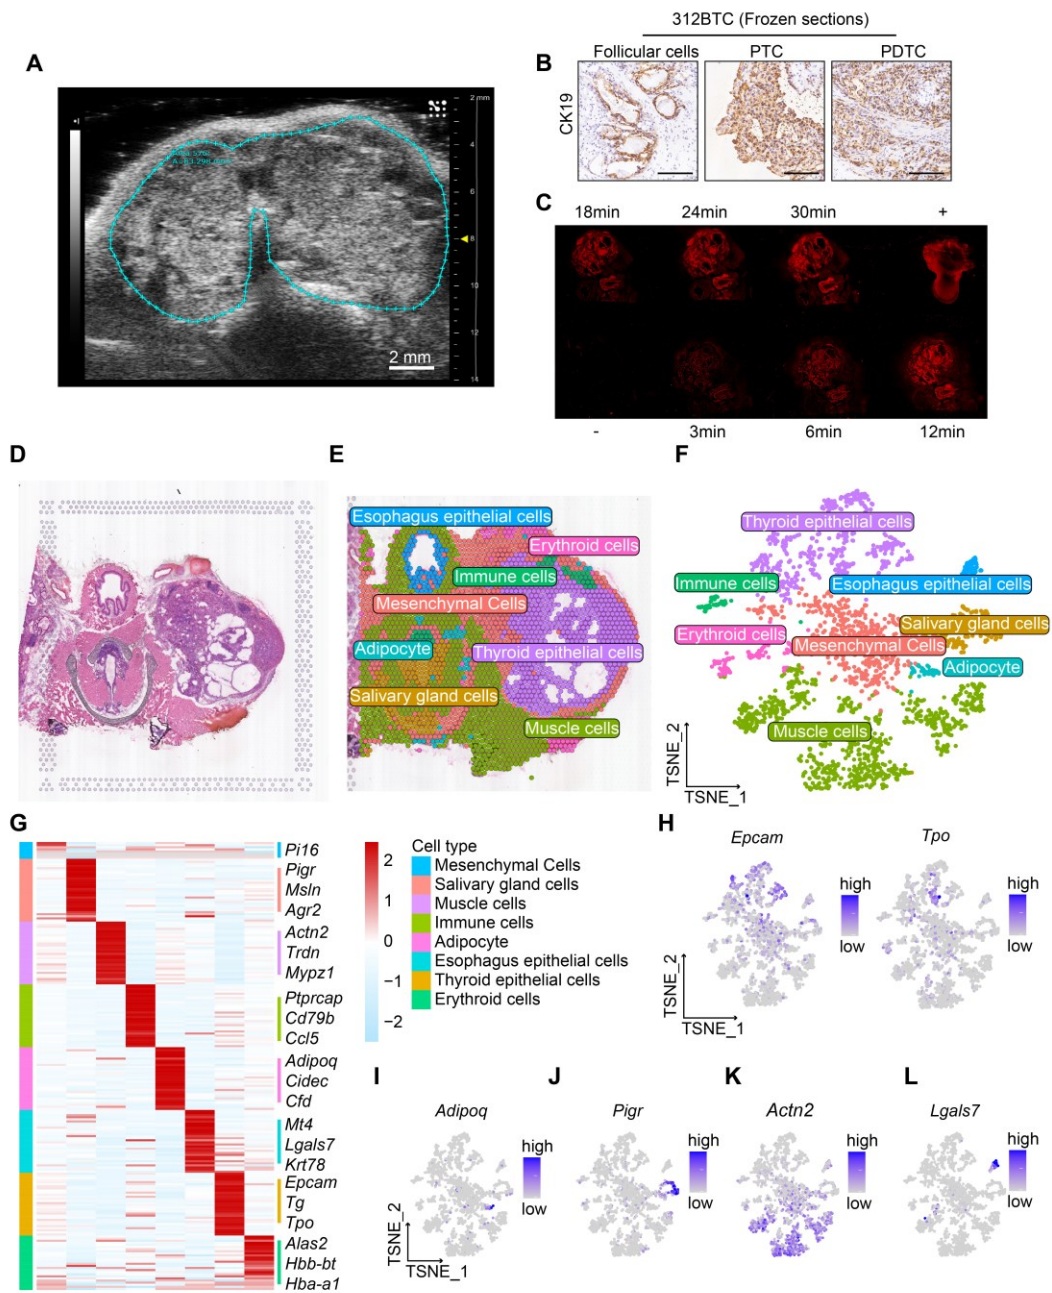 312BTC (Frozen sections)
A
B
Follicular cells
PTC
PDTC
CK19
2 mm
4
6
8
10
12
14
2 mm
C
18min
24min
30min
+
-
3min
6min
12min
D
E
F
Esophagus epithelial cells
Erythroid cells
Immune cells
Mesenchymal Cells
Adipocyte
Thyroid epithelial cells
Salivary gland cells
Muscle cells
Thyroid epithelial cells
Immune cells
Esophagus epithelial cells
Erythroid cells
Salivary gland cells
Mesenchymal Cells
Adipocyte
Muscle cells
TSNE_2
TSNE_1
G
Pi16
Pigr
Msln
Agr2
Actn2
Trdn
Mypz1
Ptprcap
Cd79b
Ccl5
Adipoq
Cidec
Cfd
Mt4
Lgals7
Krt78
Epcam
Tg
Tpo
Alas2
Hbb-bt
Hba-a1
2
1
0
−1
−2
Cell type
Mesenchymal Cells
Salivary gland cells
Muscle cells
Immune cells
Adipocyte
Esophagus epithelial cells
Thyroid epithelial cells
Erythroid cells
H
Epcam
high
low
Tpo
high
low
TSNE_2
TSNE_1
I
Adipoq
high
low
TSNE_2
TSNE_1
J
Pigr
high
low
K
Actn2
high
low
L
Lgals7
high
low